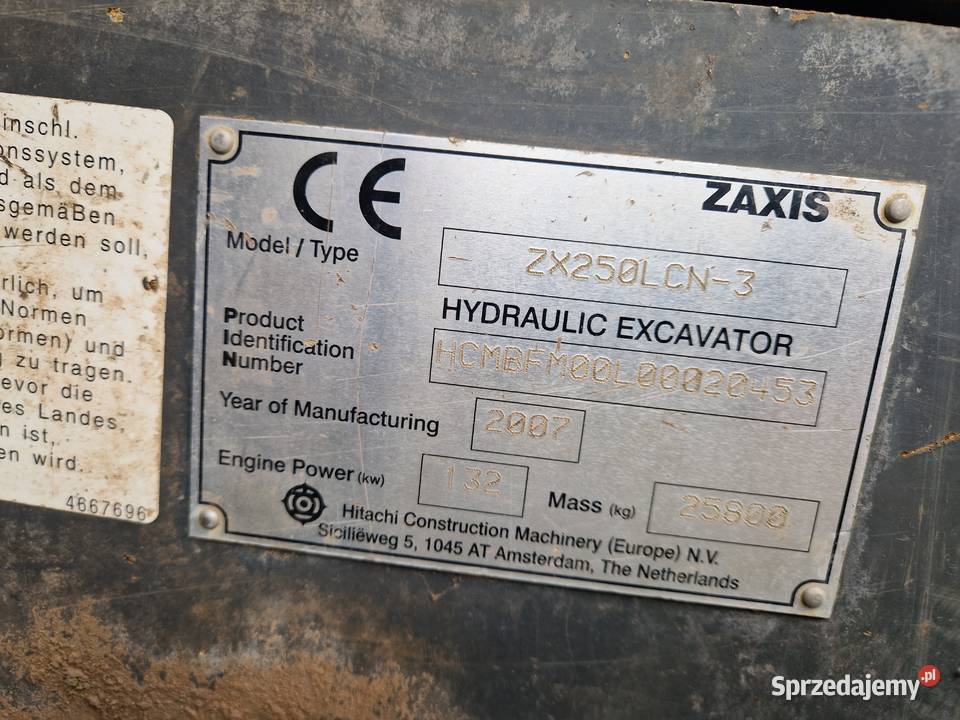 inschl.
onssystem,
d als dem
sgemäßen
werden soll,
rlich, um
Normen
ormen) und
g zu tragen.
evor die
es Landes,
n ist,
en wird.
4667696
CE
ZAXIS
Model / Type
- ZX250LCN-3
HYDRAULIC EXCAVATOR
Product
Identification
Number
HCMBFM00L00020453
Year of Manufacturing
2007
Engine Power (kw)
132
Mass (kg)
25800
Hitachi Construction Machinery (Europe) N.V.
Siciliëweg 5, 1045 AT Amsterdam, The Netherlands
Sprzedajemy.pl